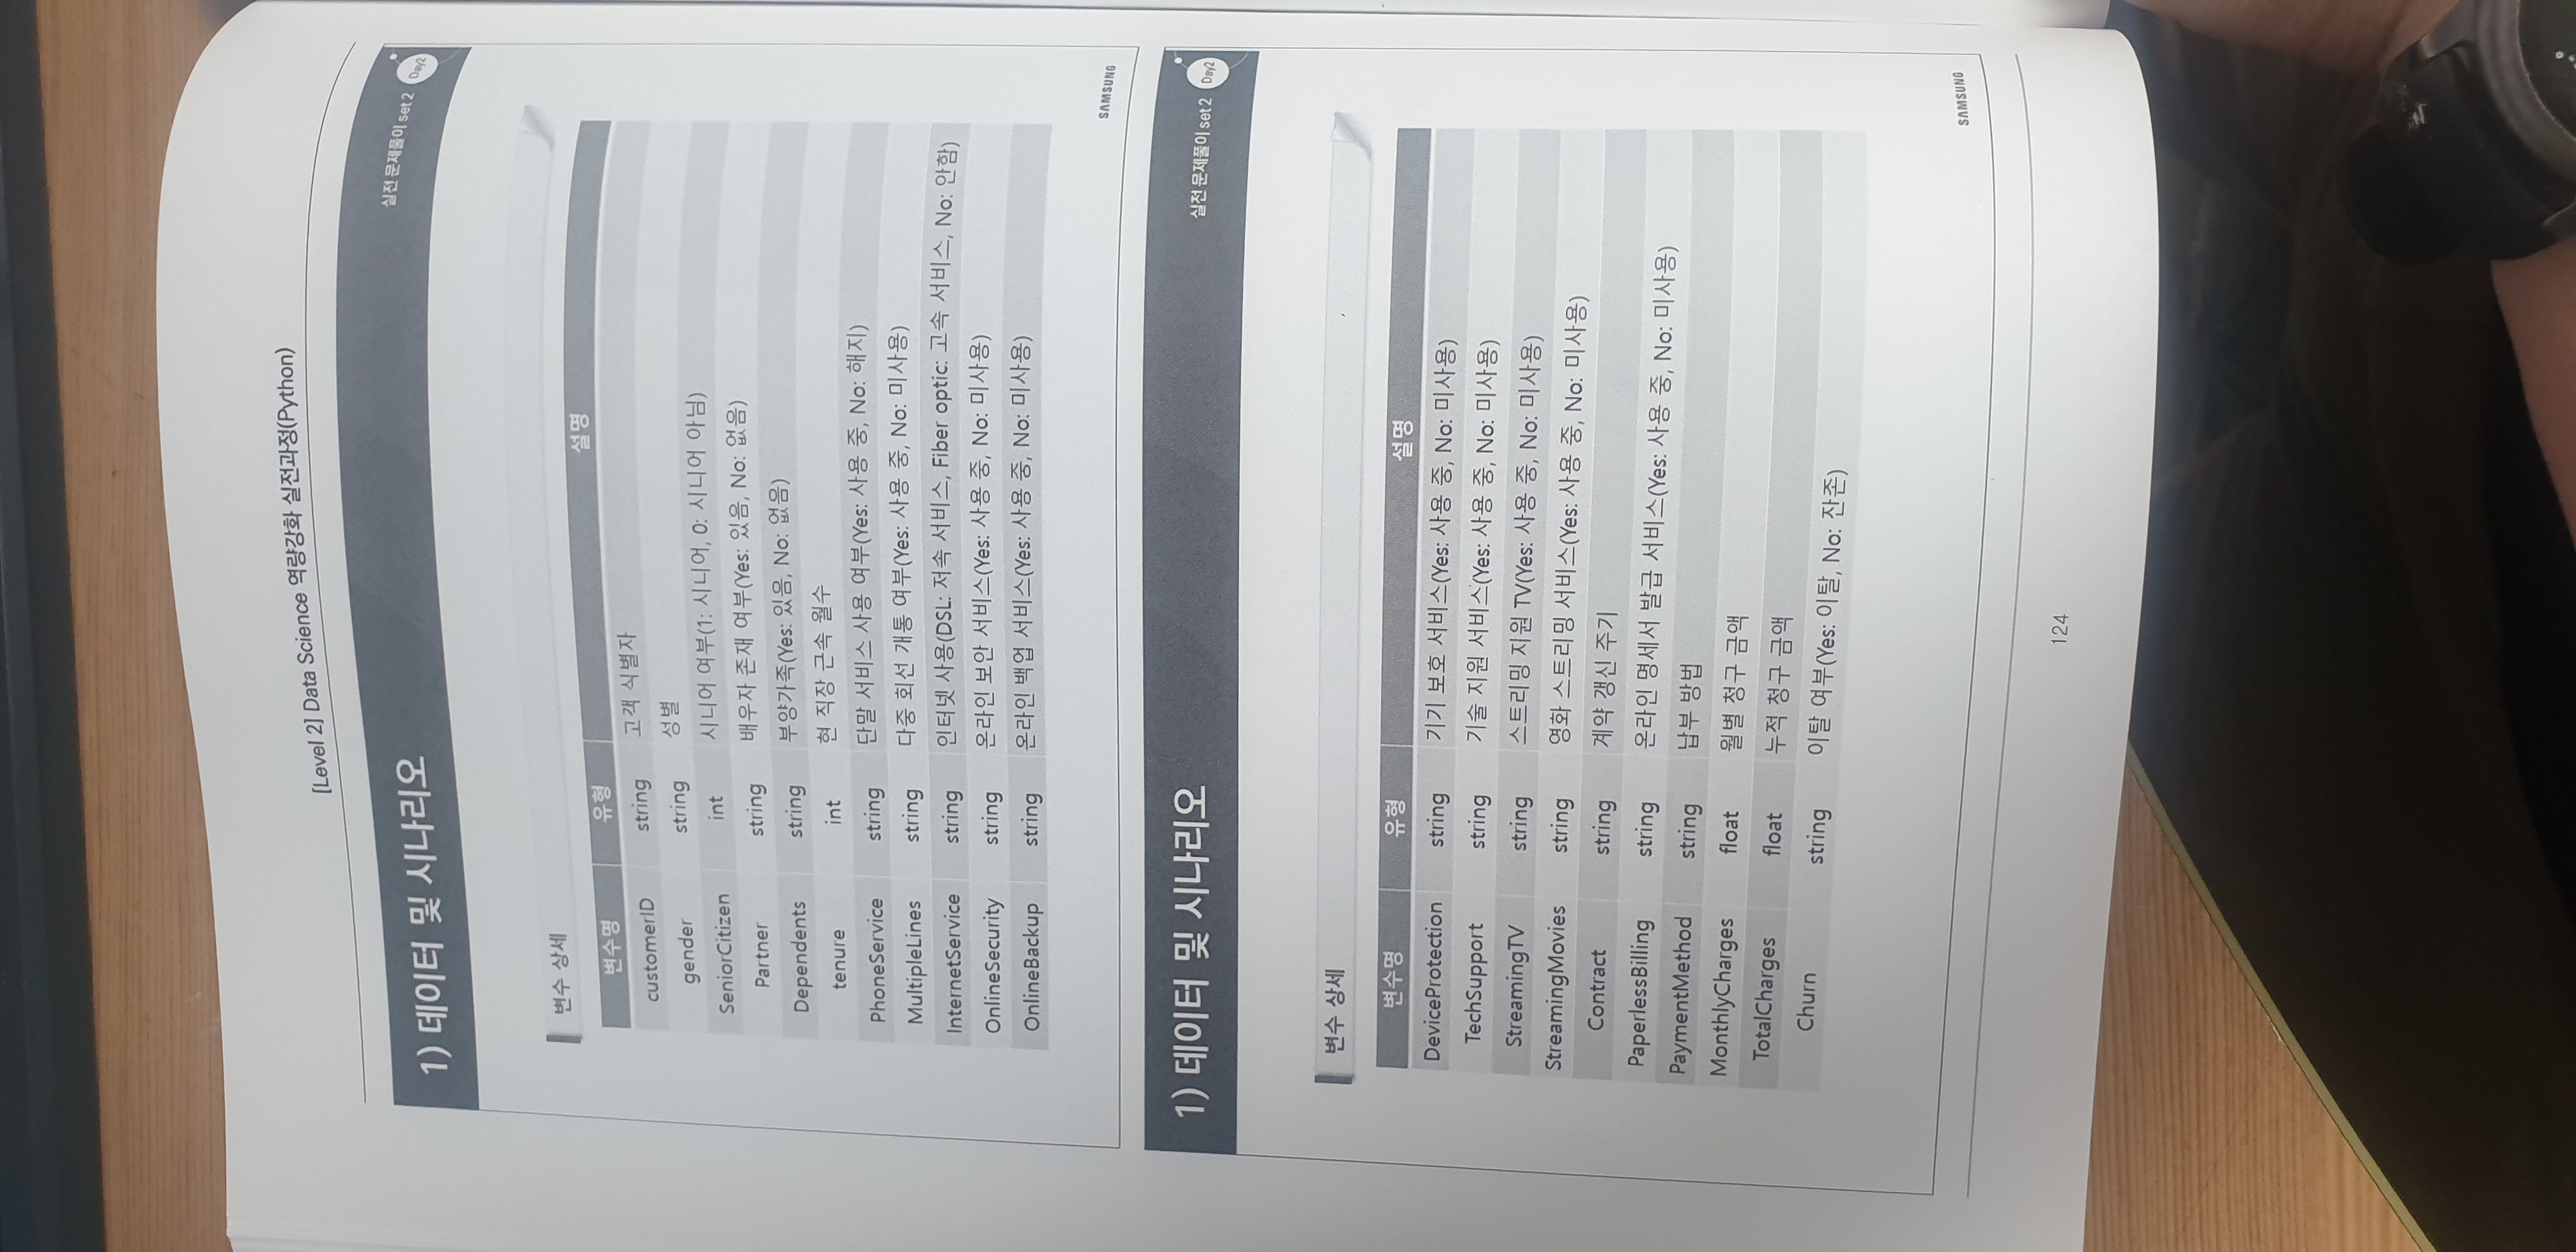 [Level 2] Data Science 역량강화 실전과정(Python)
1) 데이터 및 시나리오
실전 문제풀이 set 2 Day2
변수 상세
변수명 유형 설명
customerID string 고객 식별자
gender string 성별
SeniorCitizen int 시니어 여부(1: 시니어, 0: 시니어 아님)
Partner string 배우자 존재 여부(Yes: 있음, No: 없음)
Dependents string 부양가족(Yes: 있음, No: 없음)
tenure int 현 직장 근속 월수
PhoneService string 단말 서비스 사용 여부(Yes: 사용 중, No: 해지)
MultipleLines string 다중 회선 개통 여부(Yes: 사용 중, No: 미사용)
InternetService string 인터넷 사용(DSL: 저속 서비스, Fiber optic: 고속 서비스, No: 안함)
OnlineSecurity string 온라인 보안 서비스(Yes: 사용 중, No: 미사용)
OnlineBackup string 온라인 백업 서비스(Yes: 사용 중, No: 미사용)
SAMSUNG
1) 데이터 및 시나리오
실전 문제풀이 set 2 Day2
변수 상세
변수명 유형 설명
DeviceProtection string 기기 보호 서비스(Yes: 사용 중, No: 미사용)
TechSupport string 기술 지원 서비스(Yes: 사용 중, No: 미사용)
StreamingTV string 스트리밍 지원 TV(Yes: 사용 중, No: 미사용)
StreamingMovies string 영화 스트리밍 서비스(Yes: 사용 중, No: 미사용)
Contract string 계약 갱신 주기
PaperlessBilling string 온라인 명세서 발급 서비스(Yes: 사용 중, No: 미사용)
PaymentMethod string 납부 방법
MonthlyCharges float 월별 청구 금액
TotalCharges float 누적 청구 금액
Churn string 이탈 여부(Yes: 이탈, No: 잔존)
SAMSUNG
124